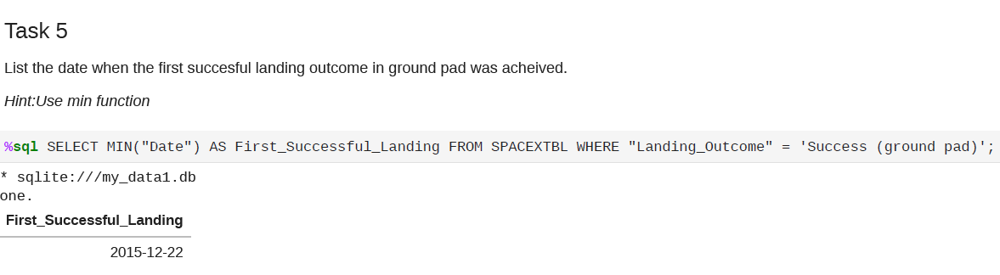 Task 5
List the date when the first succesful landing outcome in ground pad was acheived.
Hint:Use min function
%sql SELECT MIN("Date") AS First_Successful_Landing FROM SPACEXTBL WHERE "Landing_Outcome" = 'Success (ground pad)';
* sqlite:///my_data1.db
one.
First_Successful_Landing
2015-12-22